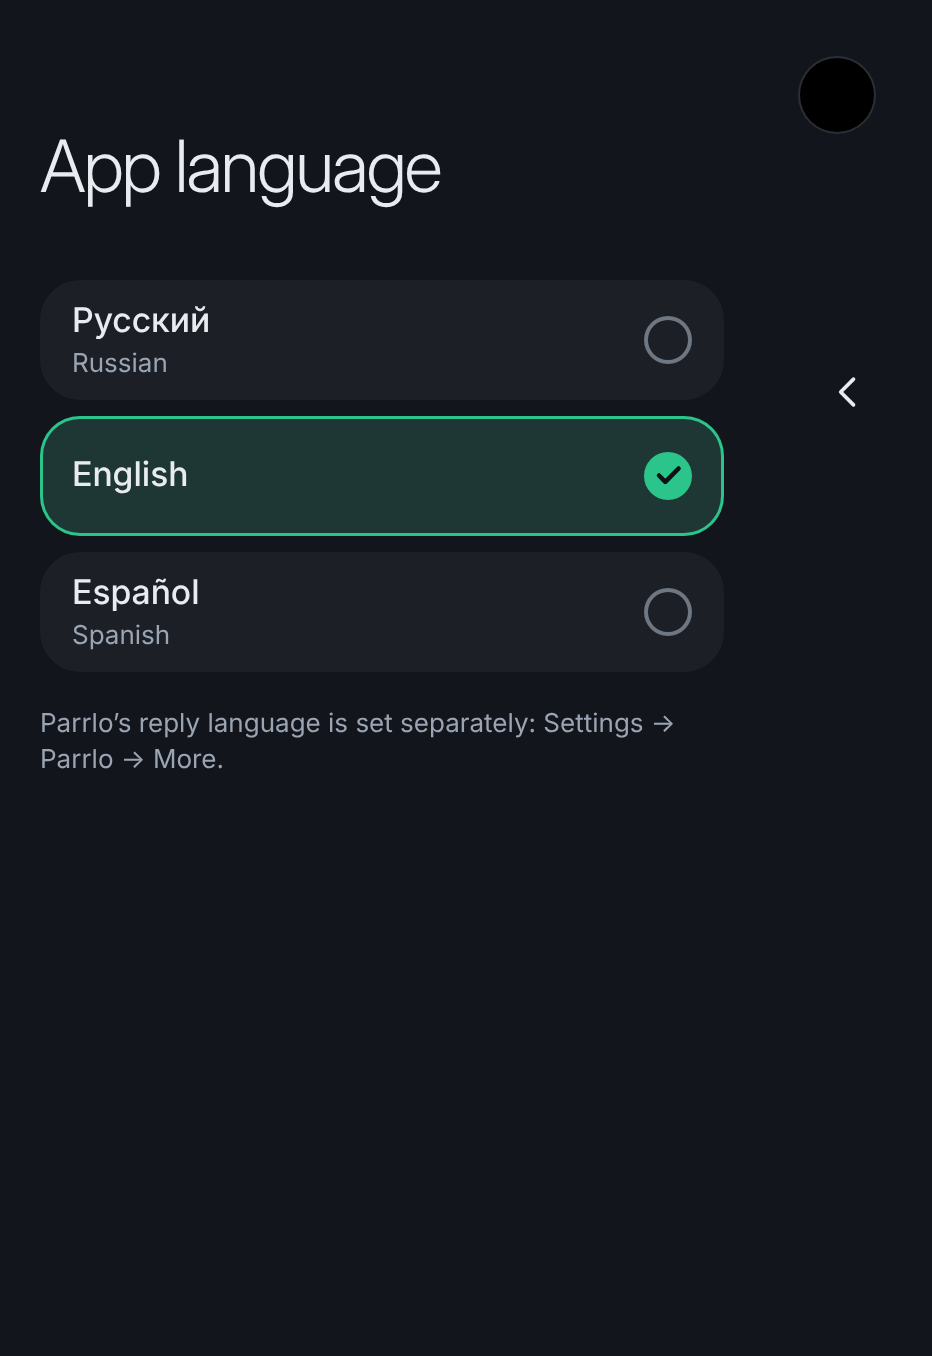 App language
Русский
Russian
English
Español
Spanish
Parrlo’s reply language is set separately: Settings →
Parrlo → More.